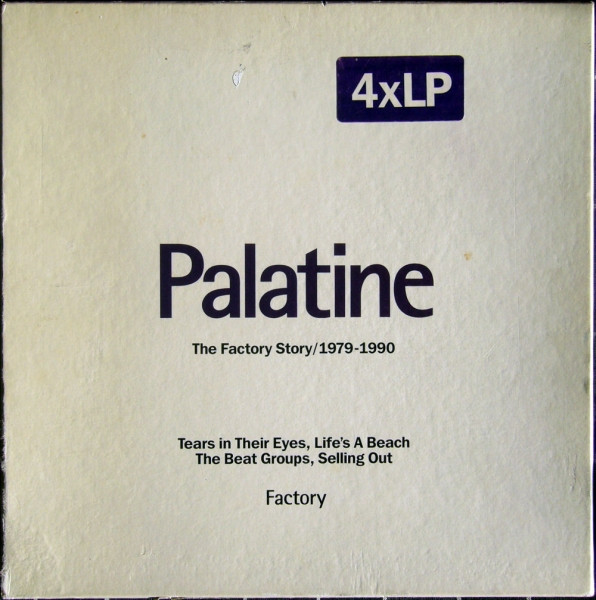 4xLP
Palatine
The Factory Story/1979-1990
Tears in Their Eyes, Life's A Beach
The Beat Groups, Selling Out
Factory